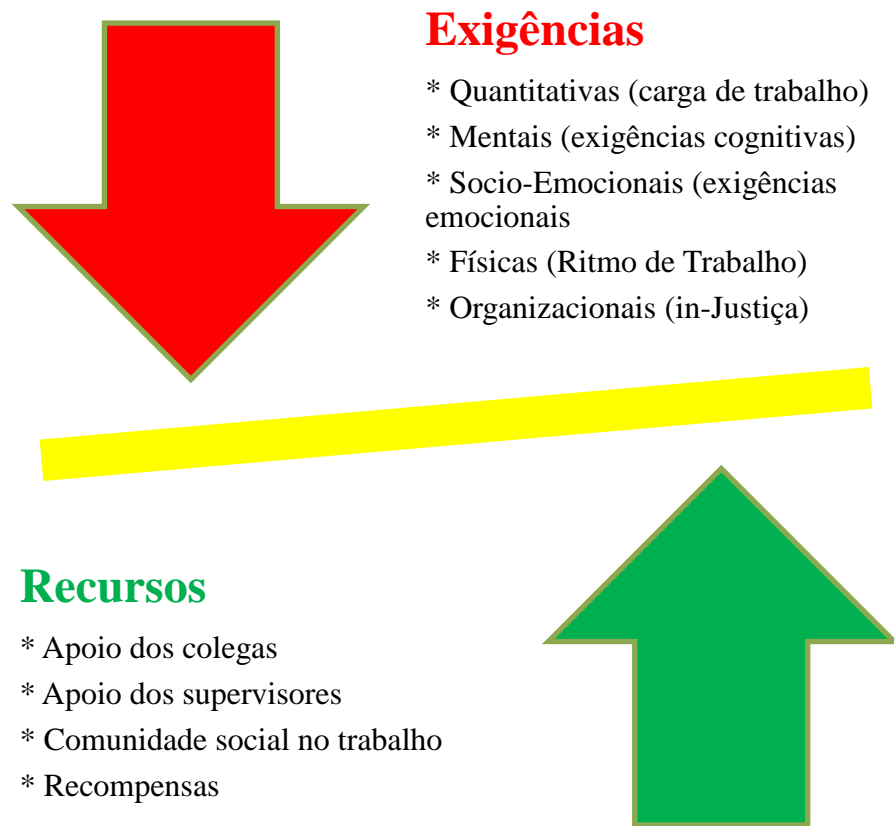 Exigências
* Quantitativas (carga de trabalho)
* Mentais (exigências cognitivas)
* Socio-Emocionais (exigências
emocionais
* Físicas (Ritmo de Trabalho)
* Organizacionais (in-Justiça)
Recursos
* Apoio dos colegas
* Apoio dos supervisores
* Comunidade social no trabalho
* Recompensas